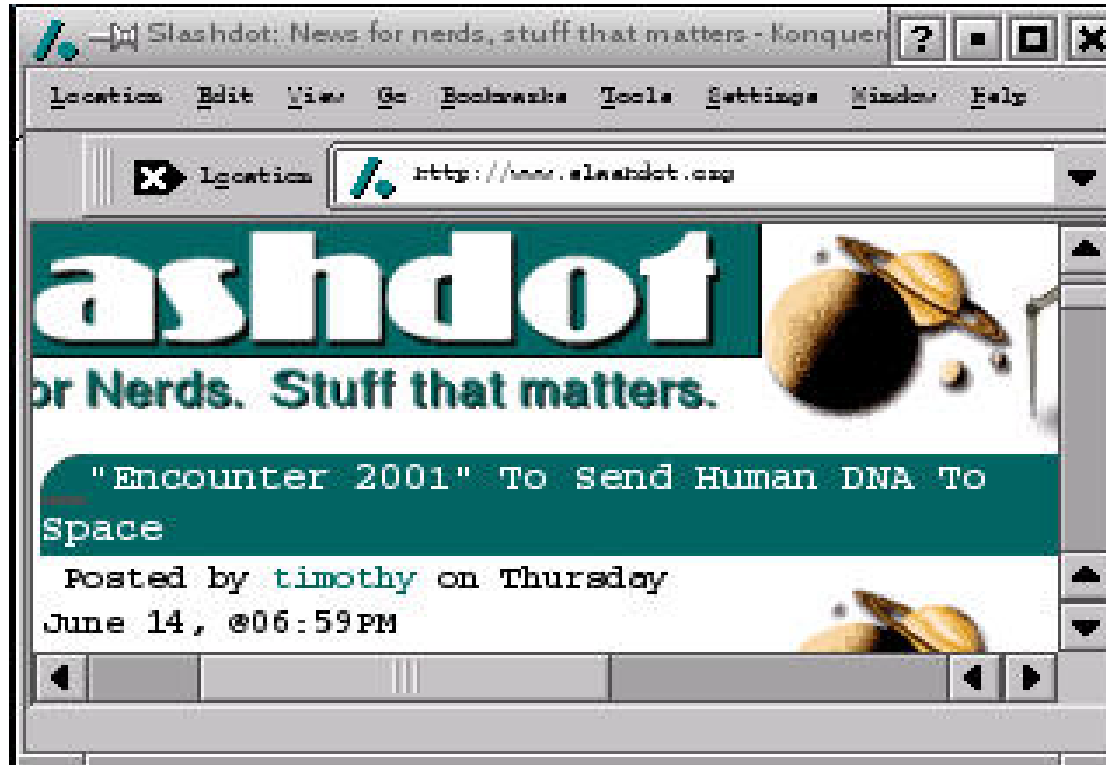 Slashdot: News for nerds, stuff that matters - Konquer
?
Location Edit View Go Bookmarks Tools Settings Window Help
Location http://www.slashdot.org
ashdot
or Nerds. Stuff that matters.
"Encounter 2001" To Send Human DNA To
Space
Posted by timothy on Thursday
June 14, @06:59PM